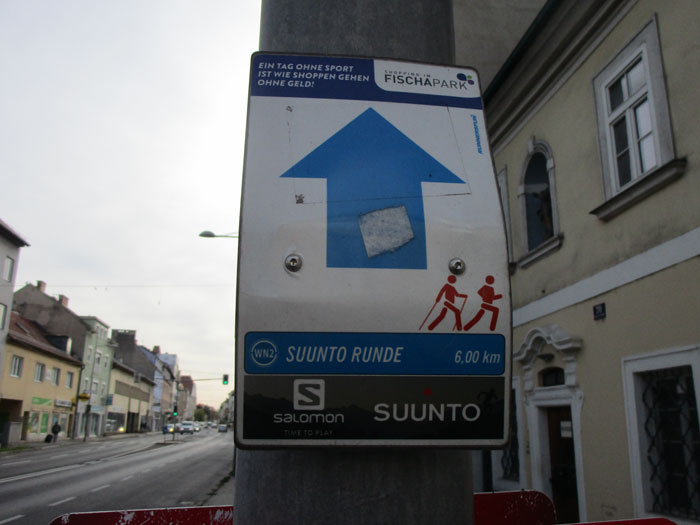 EIN TAG OHNE SPORT
IST WIE SHOPPEN GEHEN
OHNE GELD!
SHOPPING IN
FISCHAPARK
WN2
SUUNTO RUNDE
6,00 km
S
SALOMON
TIME TO PLAY
SUUNTO